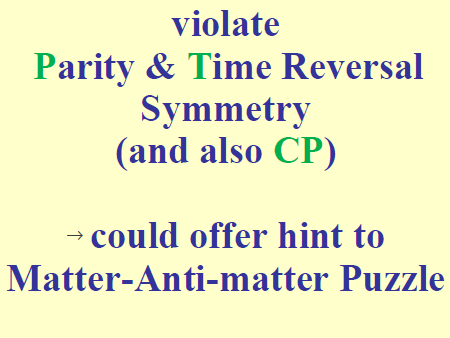 violate
Parity & Time Reversal
Symmetry
(and also CP)
→ could offer hint to
Matter-Anti-matter Puzzle